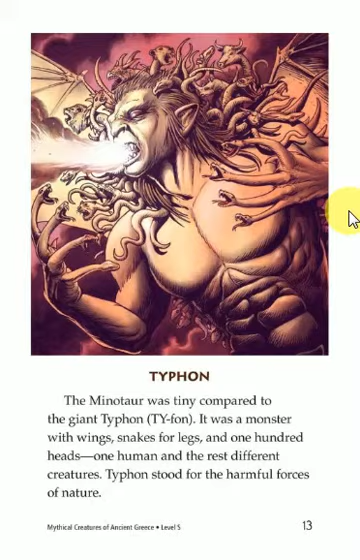 TYPHON
The Minotaur was tiny compared to
the giant Typhon (TY-fon). It was a monster
with wings, snakes for legs, and one hundred
heads—one human and the rest different
creatures. Typhon stood for the harmful forces
of nature.
Mythical Creatures of Ancient Greece • Level S
13